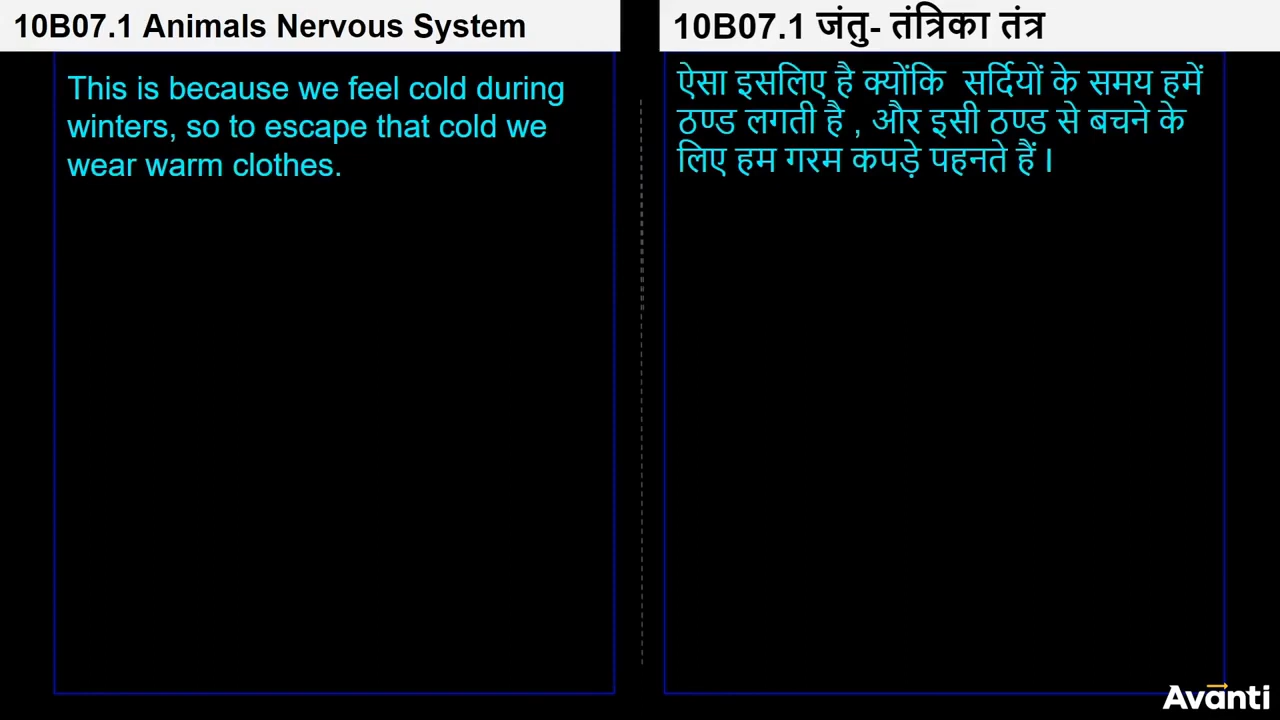 10B07.1 Animals Nervous System
This is because we feel cold during
winters, so to escape that cold we
wear warm clothes.
10B07.1 जंतु- तंत्रिका तंत्र
ऐसा इसलिए है क्योंकि सर्दियों के समय हमें
ठण्ड लगती है , और इसी ठण्ड से बचने के
लिए हम गरम कपड़े पहनते हैं ।
Avanti